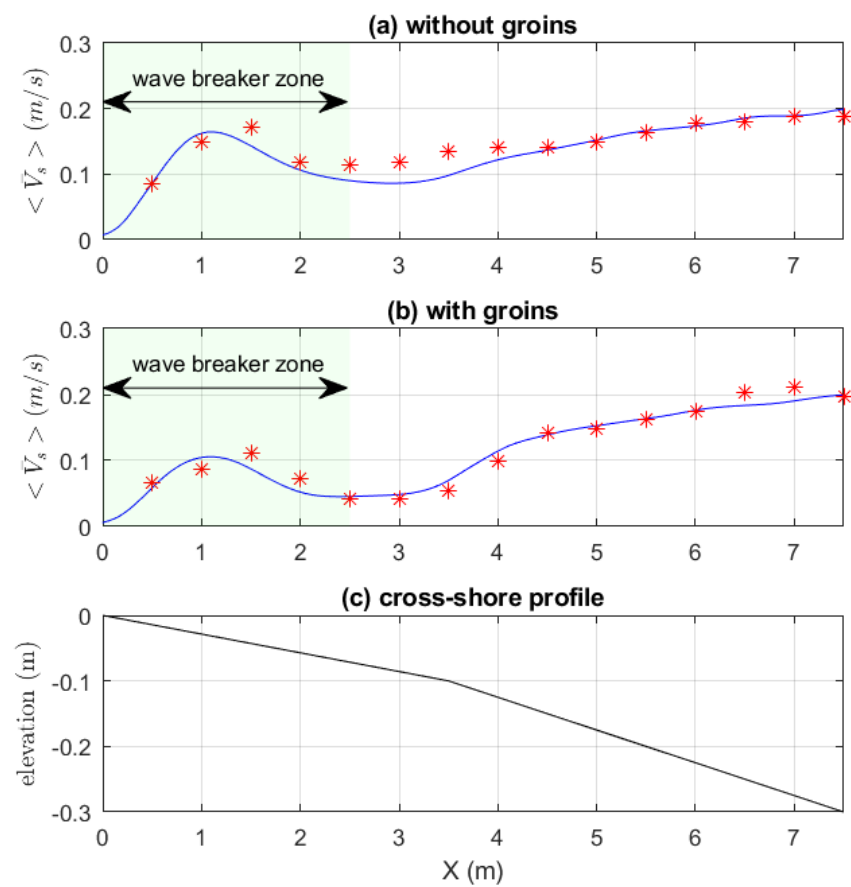 (a) without groins
< V̄ₛ > (m/s)
0.3
0.2
0.1
0
wave breaker zone
0 1 2 3 4 5 6 7
(b) with groins
< V̄ₛ > (m/s)
0.3
0.2
0.1
0
wave breaker zone
0 1 2 3 4 5 6 7
(c) cross-shore profile
elevation (m)
0
-0.1
-0.2
-0.3
0 1 2 3 4 5 6 7
X (m)